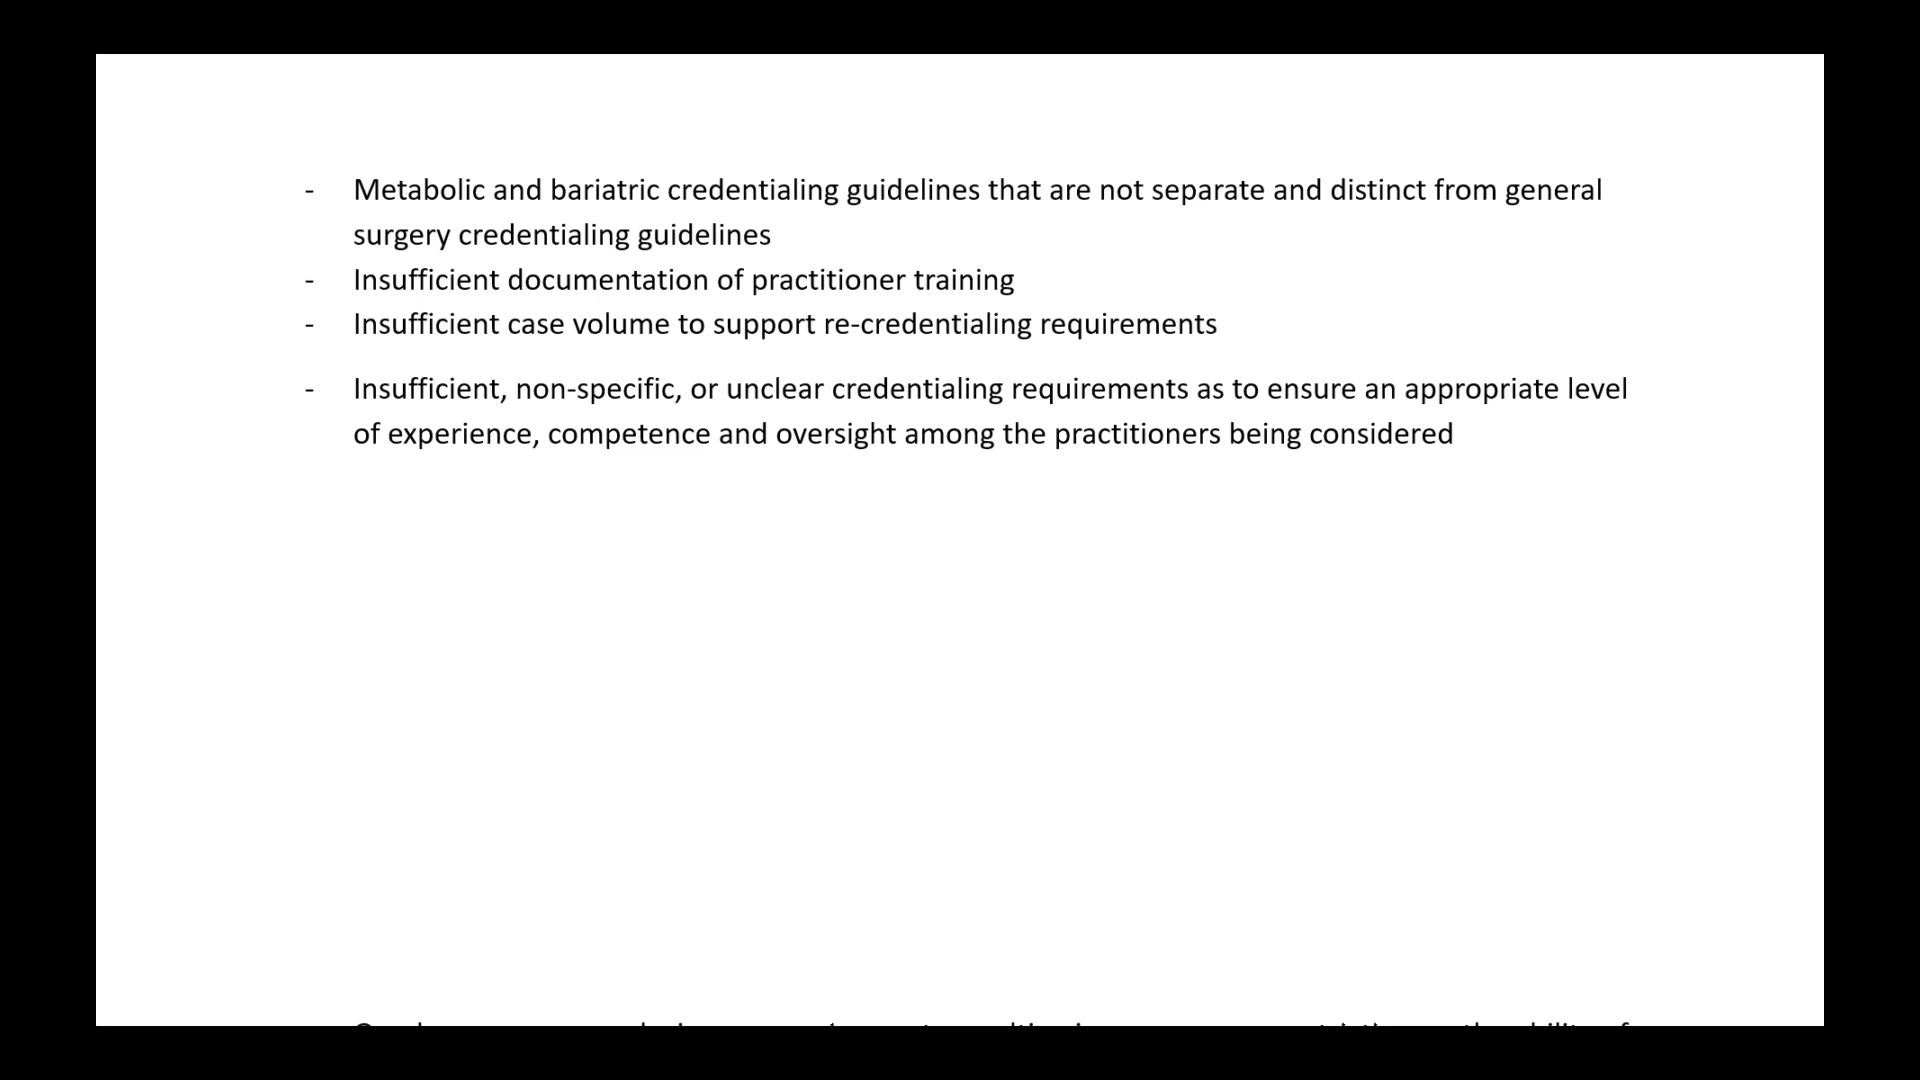 - Metabolic and bariatric credentialing guidelines that are not separate and distinct from general
surgery credentialing guidelines
- Insufficient documentation of practitioner training
- Insufficient case volume to support re-credentialing requirements
- Insufficient, non-specific, or unclear credentialing requirements as to ensure an appropriate level
of experience, competence and oversight among the practitioners being considered